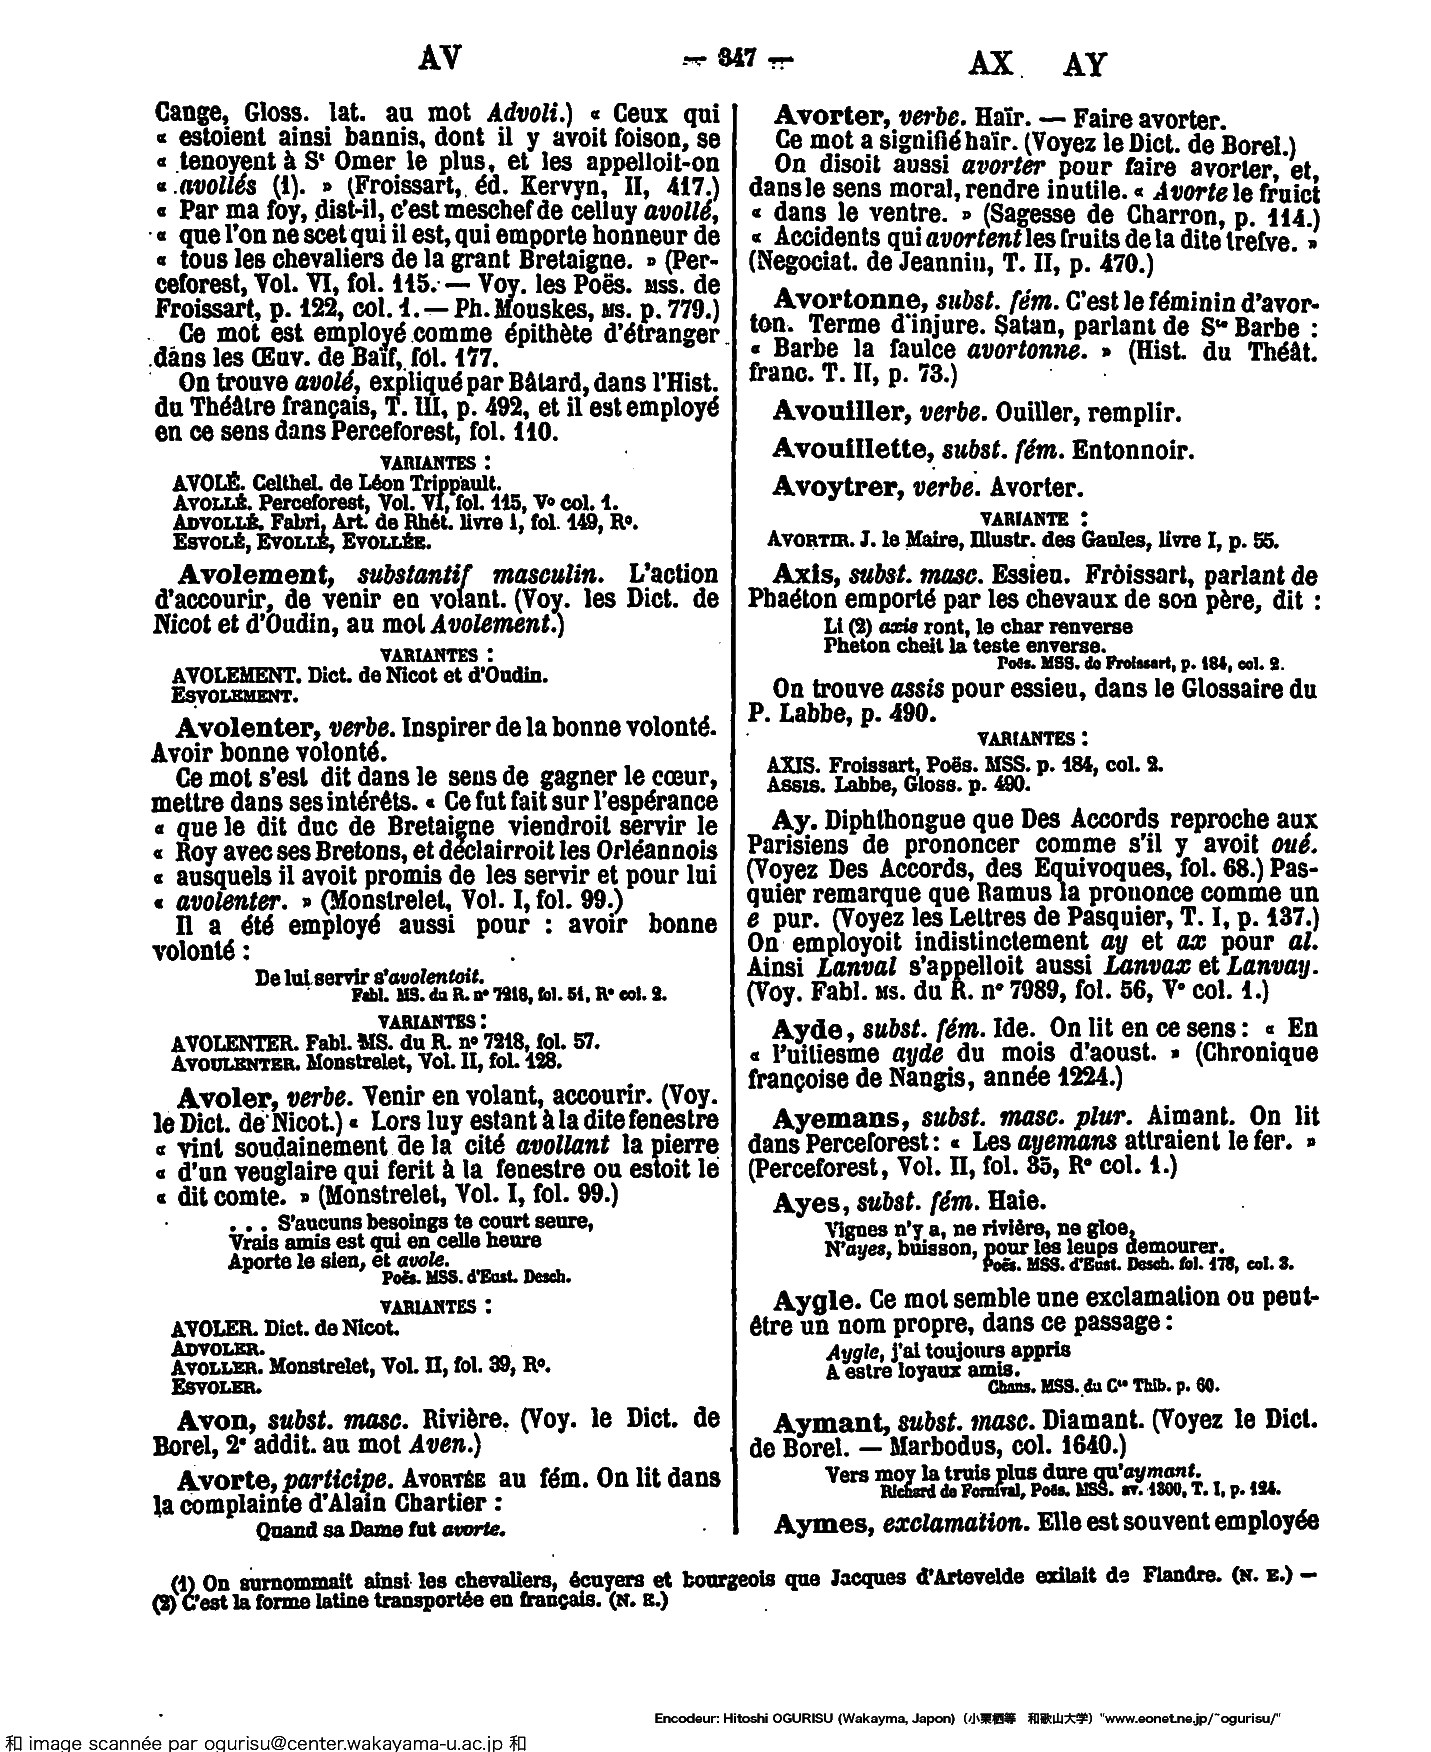 AV
— 347 —
AX AY
Cange, Gloss. lat. au mot Advoli.) « Ceux qui
« estoient ainsi bannis, dont il y avoit foison, se
« tenoyent à St Omer le plus, et les appelloit-on
« avollés (1). » (Froissart, éd. Kervyn, II, 417.)
« Par ma foy, dist-il, c'est meschef de celluy avollé,
« que l'on ne scet qui il est, qui emporte honneur de
« tous les chevaliers de la grant Bretaigne. » (Per-
ceforest, Vol. VI, fol. 115. — Voy. les Poës. MSS. de
Froissart, p. 122, col. 1. — Ph. Mouskes, MS. p. 779.)
Ce mot est employé comme épithète d'étranger
dans les Œuv. de Baïf, fol. 177.
On trouve avolé, expliqué par Bâtard, dans l'Hist.
du Théâtre français, T. III, p. 492, et il est employé
en ce sens dans Perceforest, fol. 110.
VARIANTES :
AVOLÉ. Celthel. de Léon Trippault.
AVOLLÉ. Perceforest, Vol. VI, fol. 115, Vo col. 1.
ADVOLLÉ. Fabri, Art. de Rhét. livre 1, fol. 149, Ro.
ESVOLÉ, EVOLLÉ, EVOLLÉE.
Avolement, substantif masculin. L'action
d'accourir, de venir en volant. (Voy. les Dict. de
Nicot et d'Oudin, au mot Avolement.)
VARIANTES :
AVOLEMENT. Dict. de Nicot et d'Oudin.
ESVOLEMENT.
Avolenter, verbe. Inspirer de la bonne volonté.
Avoir bonne volonté.
Ce mot s'est dit dans le sens de gagner le cœur,
mettre dans ses intérêts. « Ce fut fait sur l'espérance
« que le dit duc de Bretaigne viendroit servir le
« Roy avec ses Bretons, et déclairroit les Orléannois
« ausquels il avoit promis de les servir et pour lui
« avolenter. » (Monstrelet, Vol. I, fol. 99.)
Il a été employé aussi pour : avoir bonne
volonté :
De lui servir s'avolentoit.
Fabl. MS. du R. no 7218, fol. 51, Ro col. 2.
VARIANTES :
AVOLENTER. Fabl. MS. du R. no 7218, fol. 57.
AVOULENTER. Monstrelet, Vol. II, fol. 128.
Avoler, verbe. Venir en volant, accourir. (Voy.
le Dict. de Nicot.) « Lors luy estant à la dite fenestre
« vint soudainement de la cité avollant la pierre
« d'un veuglaire qui ferit à la fenestre ou estoit le
« dit comte. » (Monstrelet, Vol. I, fol. 99.)
. . . S'aucuns besoings te court seure,
Vrais amis est qui en celle heure
Aporte le sien, et avole.
Poës. MSS. d'Eust. Desch.
VARIANTES :
AVOLER. Dict. de Nicot.
ADVOLER.
AVOLLER. Monstrelet, Vol. II, fol. 39, Ro.
ESVOLER.
Avon, subst. masc. Rivière. (Voy. le Dict. de
Borel, 2e addit. au mot Aven.)
Avorte, participe. AVORTÉE au fém. On lit dans
la complainte d'Alain Chartier :
Quand sa Dame fut avorte.
Avorter, verbe. Haïr. — Faire avorter.
Ce mot a signifié haïr. (Voyez le Dict. de Borel.)
On disoit aussi avorter pour faire avorter, et,
dans le sens moral, rendre inutile. « Avorte le fruict
« dans le ventre. » (Sagesse de Charron, p. 114.)
« Accidents qui avortent les fruits de la dite trefve. »
(Negociat. de Jeannin, T. II, p. 470.)
Avortonne, subst. fém. C'est le féminin d'avor-
ton. Terme d'injure. Satan, parlant de Ste Barbe :
« Barbe la faulce avortonne. » (Hist. du Théât.
franc. T. II, p. 73.)
Avouiller, verbe. Ouiller, remplir.
Avouillette, subst. fém. Entonnoir.
Avoytrer, verbe. Avorter.
VARIANTE :
AVORTIR. J. le Maire, Illustr. des Gaules, livre I, p. 55.
Axis, subst. masc. Essieu. Froissart, parlant de
Phaéton emporté par les chevaux de son père, dit :
Li (2) axis ront, le char renverse
Pheton cheit la teste enverse.
Poës. MSS. de Froissart, p. 184, col. 2.
On trouve assis pour essieu, dans le Glossaire du
P. Labbe, p. 490.
VARIANTES :
AXIS. Froissart, Poës. MSS. p. 184, col. 2.
ASSIS. Labbe, Gloss. p. 490.
Ay. Diphthongue que Des Accords reproche aux
Parisiens de prononcer comme s'il y avoit oué.
(Voyez Des Accords, des Equivoques, fol. 68.) Pas-
quier remarque que Ramus la prononce comme un
e pur. (Voyez les Lettres de Pasquier, T. I, p. 137.)
On employoit indistinctement ay et ax pour al.
Ainsi Lanval s'appelloit aussi Lanvax et Lanvay.
(Voy. Fabl. MS. du R. no 7989, fol. 56, Vo col. 1.)
Ayde, subst. fém. Ide. On lit en ce sens : « En
« l'uitiesme ayde du mois d'aoust. » (Chronique
françoise de Nangis, année 1224.)
Ayemans, subst. masc. plur. Aimant. On lit
dans Perceforest : « Les ayemans attraient le fer. »
(Perceforest, Vol. II, fol. 35, Ro col. 1.)
Ayes, subst. fém. Haie.
Vignes n'y a, ne rivière, ne gloe,
N'ayes, buisson, pour les leups demourer.
Poës. MSS. d'Eust. Desch. fol. 178, col. 3.
Aygle. Ce mot semble une exclamation ou peut-
être un nom propre, dans ce passage :
Aygle, j'ai toujours appris
A estre loyaux amis.
Chans. MSS. du Cte Thib. p. 60.
Aymant, subst. masc. Diamant. (Voyez le Dict.
de Borel. — Marbodus, col. 1640.)
Vers moy la truis plus dure qu'aymant.
Richard de Fornival, Poës. MSS. av. 1300, T. I, p. 124.
Aymes, exclamation. Elle est souvent employée
(1) On surnommait ainsi les chevaliers, écuyers et bourgeois que Jacques d'Artevelde exilait de Flandre. (N. E.) —
(2) C'est la forme latine transportée en français. (N. E.)
Encodeur: Hitoshi OGURISU (Wakayma, Japon) (小栗栖等 和歌山大学) "www.eonet.ne.jp/~ogurisu/"
和 image scannée par ogurisu@center.wakayama-u.ac.jp 和